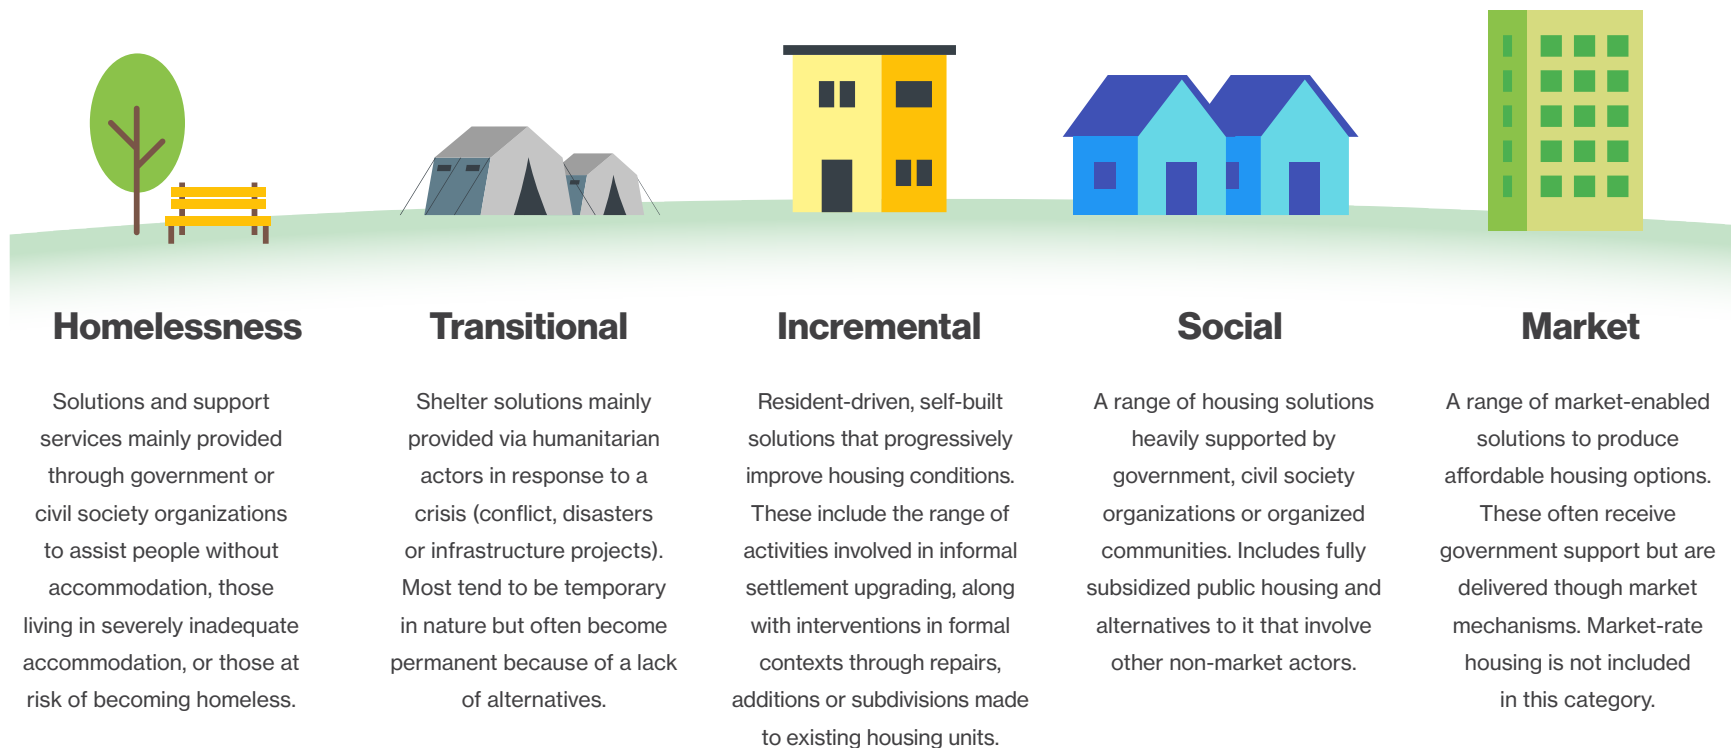 Homelessness
Solutions and support
services mainly provided
through government or
civil society organizations
to assist people without
accommodation, those
living in severely inadequate
accommodation, or those at
risk of becoming homeless.
Transitional
Shelter solutions mainly
provided via humanitarian
actors in response to a
crisis (conflict, disasters
or infrastructure projects).
Most tend to be temporary
in nature but often become
permanent because of a lack
of alternatives.
Incremental
Resident-driven, self-built
solutions that progressively
improve housing conditions.
These include the range of
activities involved in informal
settlement upgrading, along
with interventions in formal
contexts through repairs,
additions or subdivisions made
to existing housing units.
Social
A range of housing solutions
heavily supported by
government, civil society
organizations or organized
communities. Includes fully
subsidized public housing and
alternatives to it that involve
other non-market actors.
Market
A range of market-enabled
solutions to produce
affordable housing options.
These often receive
government support but are
delivered though market
mechanisms. Market-rate
housing is not included
in this category.